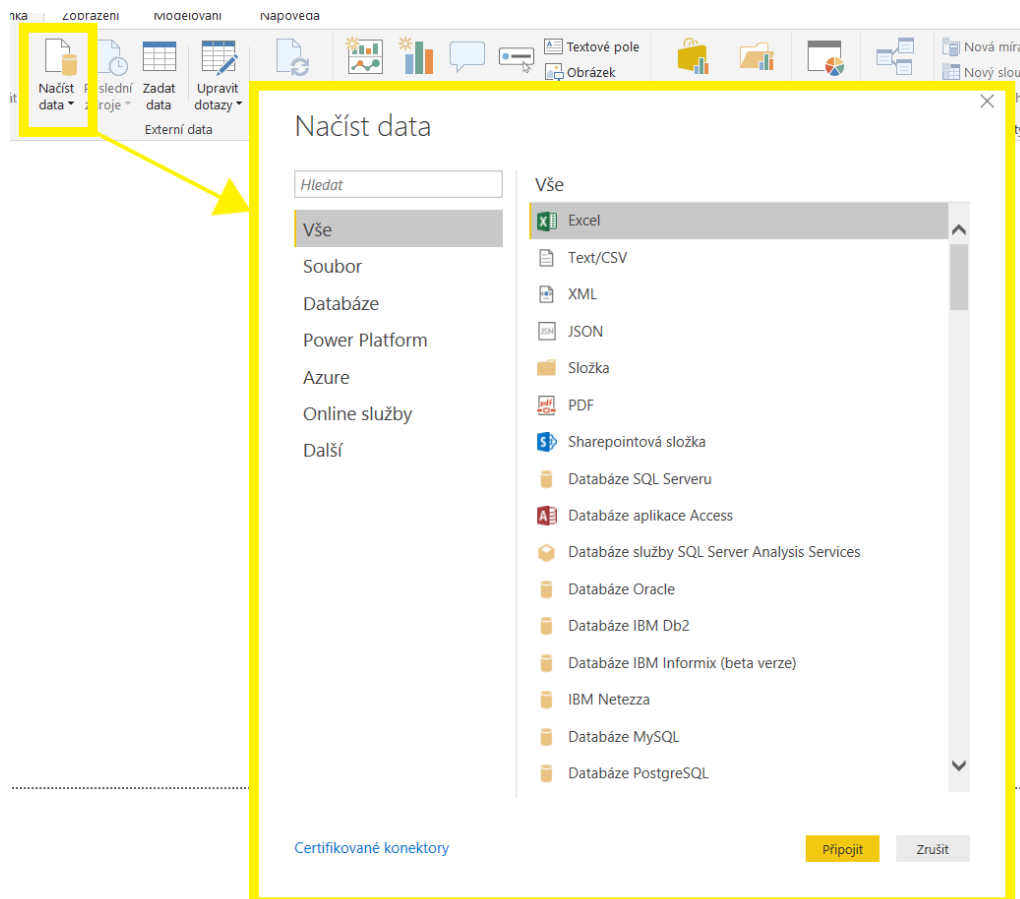 Zobrazení Modelování Nápověda
Textové pole
Obrázek
Nová míra
Načíst data
Poslední zdroje
Zadat data
Upravit dotazy
Externí data
Načíst data
Hledat
Vše
Soubor
Databáze
Power Platform
Azure
Online služby
Další
Vše
Excel
Text/CSV
XML
JSON
Složka
PDF
Sharepointová složka
Databáze SQL Serveru
Databáze aplikace Access
Databáze služby SQL Server Analysis Services
Databáze Oracle
Databáze IBM Db2
Databáze IBM Informix (beta verze)
IBM Netezza
Databáze MySQL
Databáze PostgreSQL
Certifikované konektory
Připojit
Zrušit